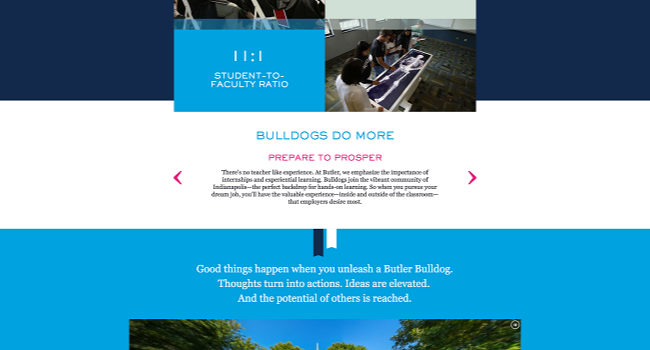 11:1
STUDENT-TO-
FACULTY RATIO
BULLDOGS DO MORE
PREPARE TO PROSPER
There's no teacher like experience. At Butler, we emphasize the importance of
internships and experiential learning. Bulldogs join the vibrant community of
Indianapolis—the perfect backdrop for hands-on learning. So when you pursue your
dream job, you'll have the valuable experience—inside and outside of the classroom—
that employers desire most.
Good things happen when you unleash a Butler Bulldog.
Thoughts turn into actions. Ideas are elevated.
And the potential of others is reached.